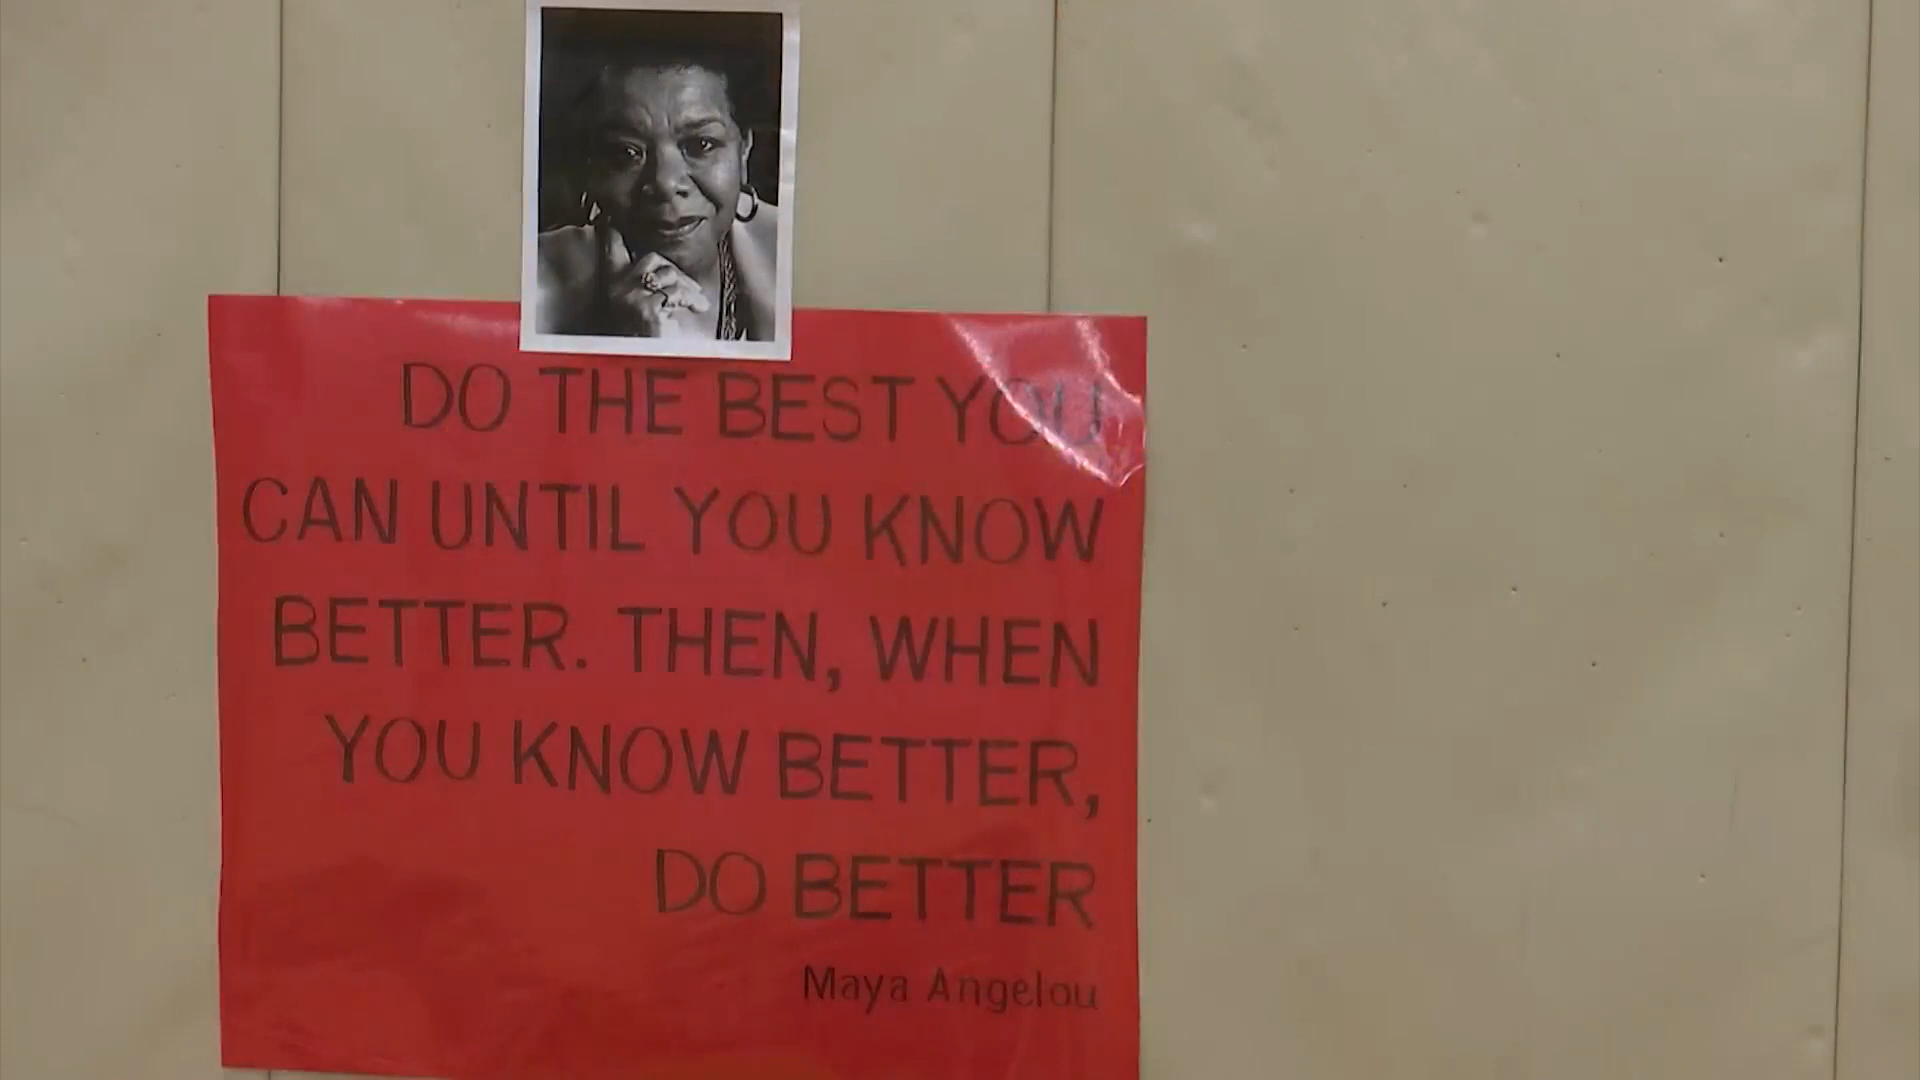 DO THE BEST YOU
CAN UNTIL YOU KNOW
BETTER. THEN, WHEN
YOU KNOW BETTER,
DO BETTER
Maya Angelou